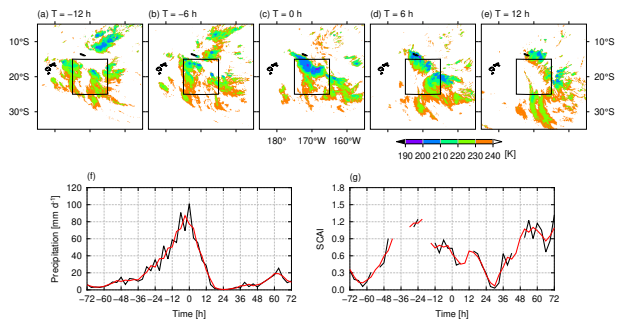 (a) T = −12 h
(b) T = −6 h
(c) T = 0 h
(d) T = 6 h
(e) T = 12 h
10°S
20°S
30°S
10°S
20°S
30°S
180° 170°W 160°W
190 200 210 220 230 240 [K]
(f)
Precipitation [mm d⁻¹]
120
100
80
60
40
20
0
−72 −60 −48 −36 −24 −12 0 12 24 36 48 60 72
Time [h]
(g)
SCAI
1.8
1.5
1.2
0.9
0.6
0.3
0
−72 −60 −48 −36 −24 −12 0 12 24 36 48 60 72
Time [h]